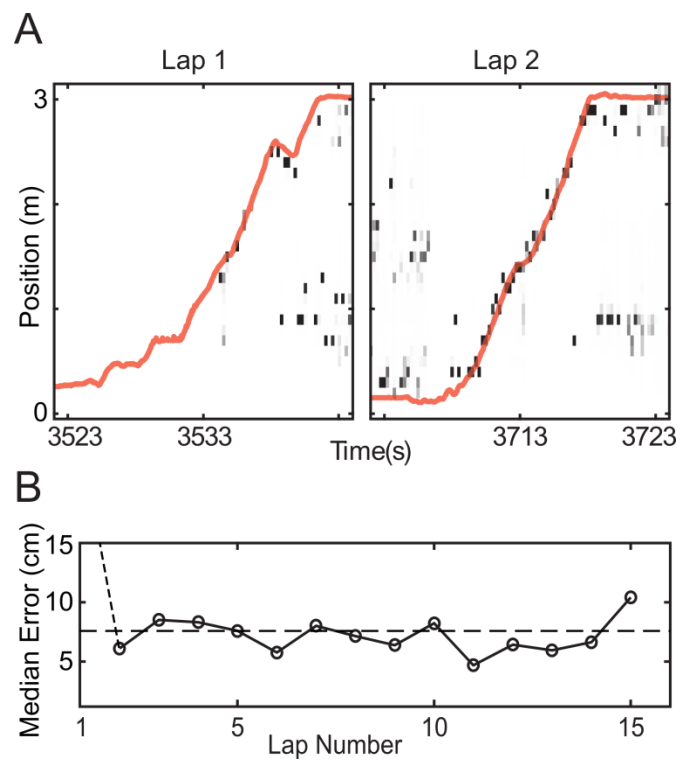 A
Lap 1
Lap 2
Position (m)
3
0
3523
3533
3713
3723
Time(s)
B
Median Error (cm)
15
10
5
1
5
10
15
Lap Number